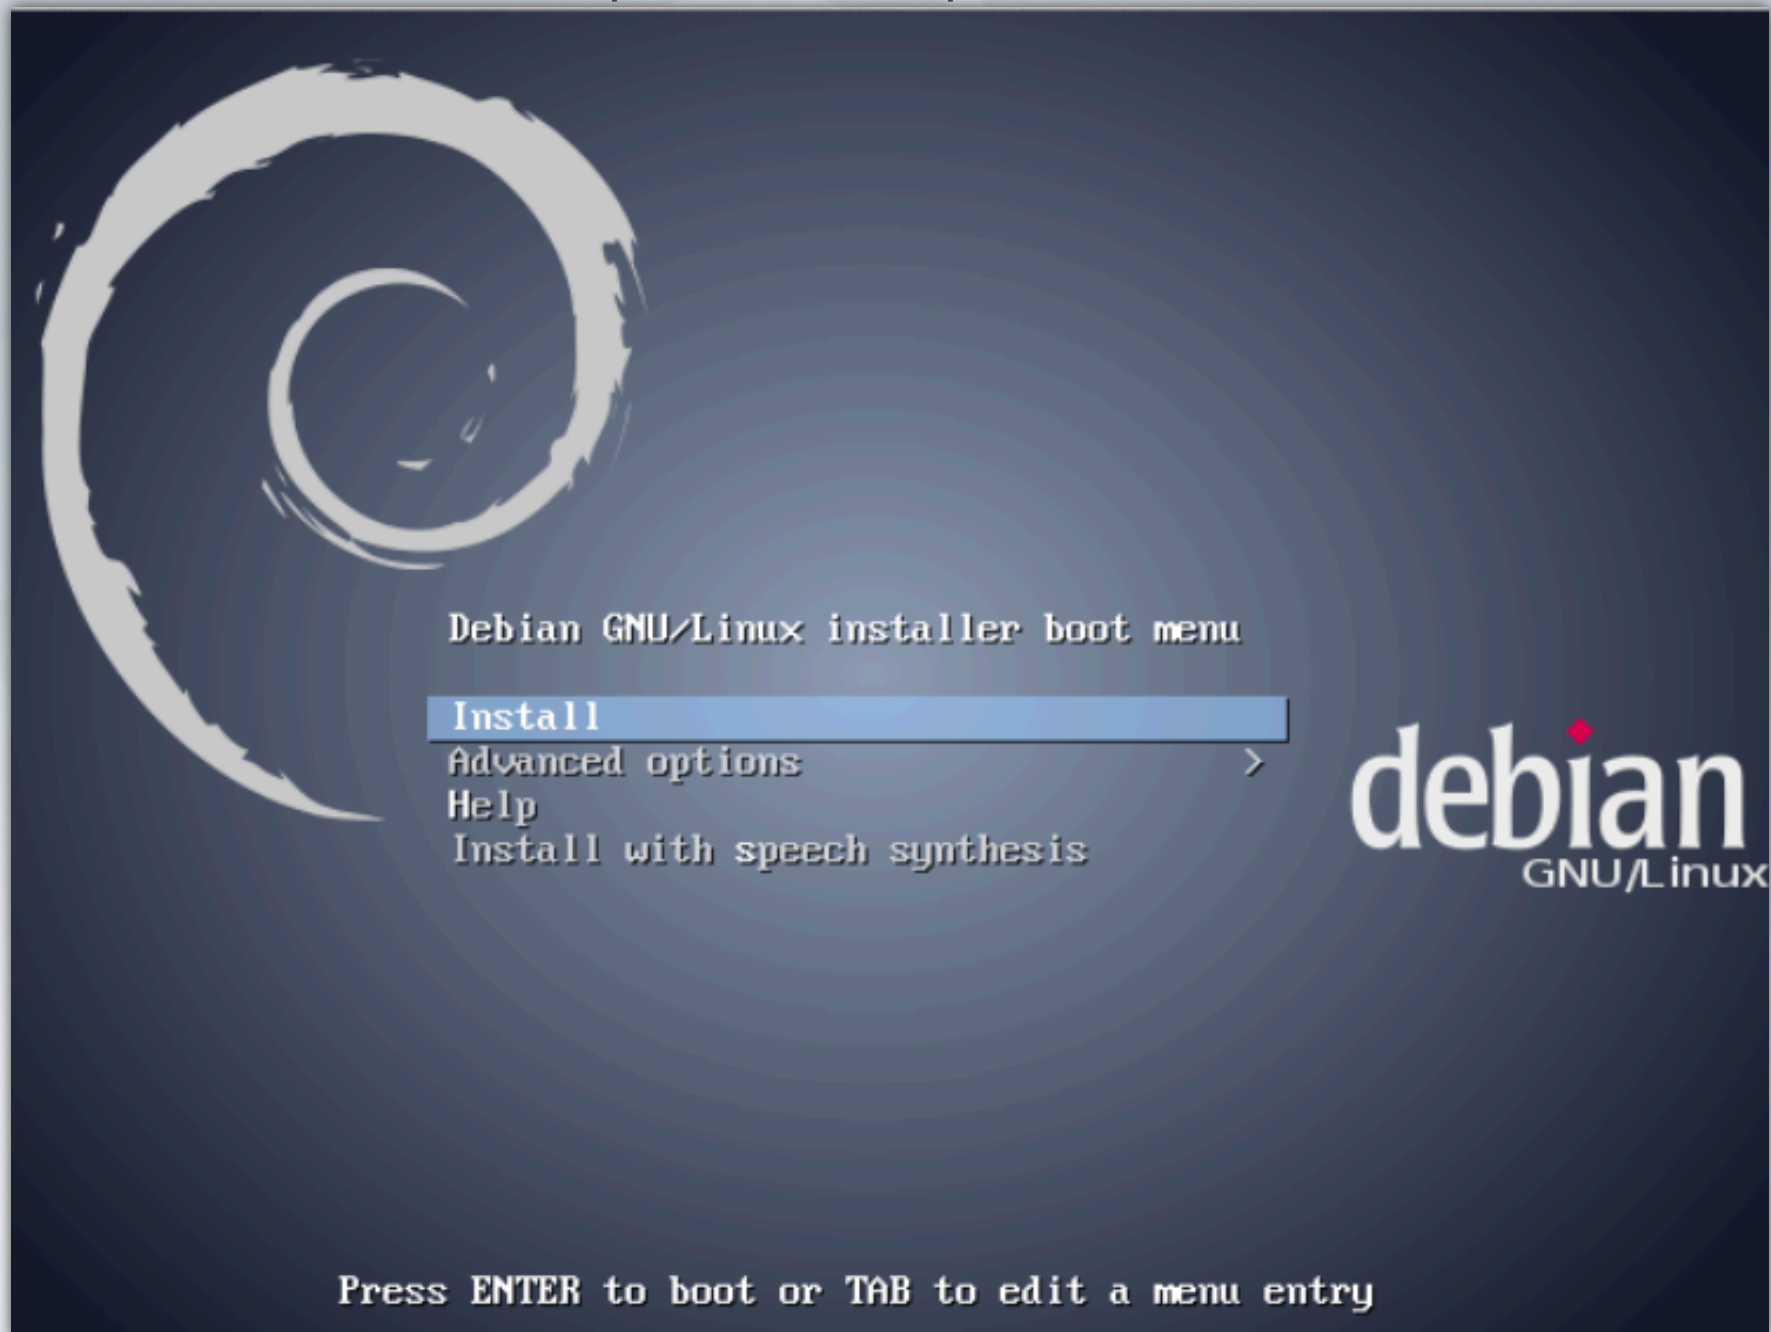 Debian GNU/Linux installer boot menu
Install
Advanced options >
Help
Install with speech synthesis
debian
GNU/Linux
Press ENTER to boot or TAB to edit a menu entry